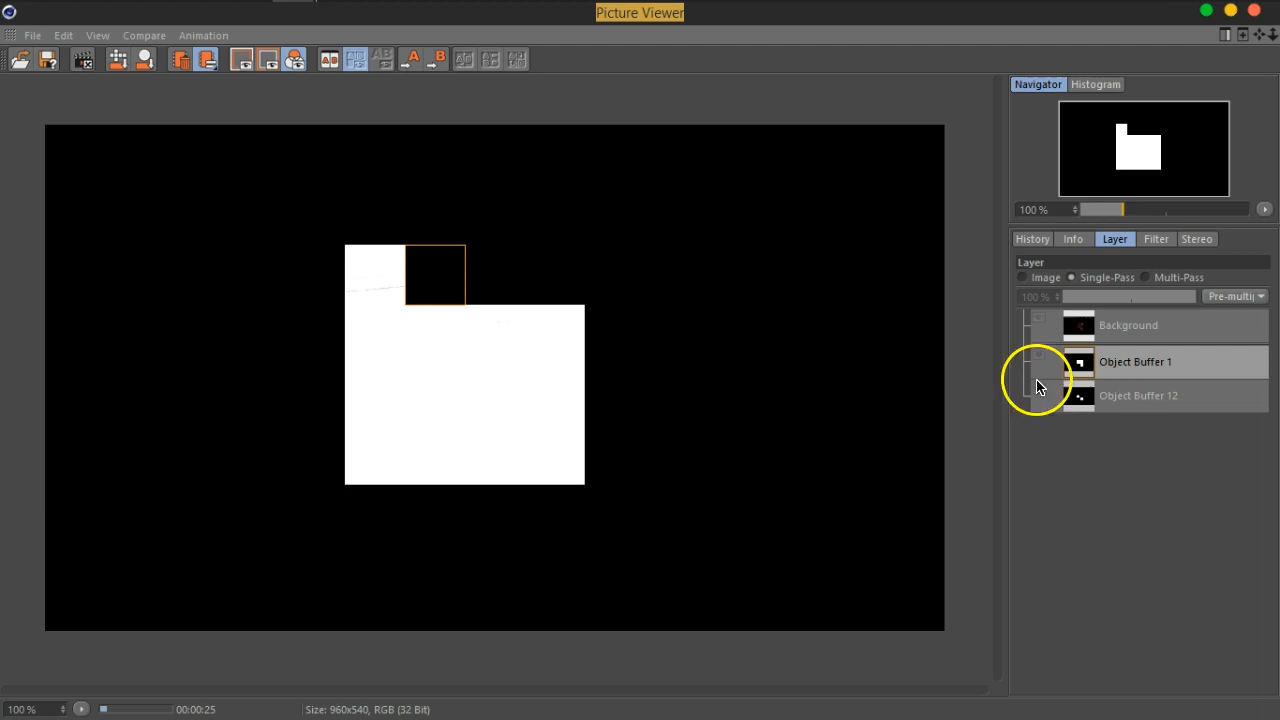 Picture Viewer
File Edit View Compare Animation
A B
Navigator Histogram
100 %
History Info Layer Filter Stereo
Layer
Image Single-Pass Multi-Pass
100 % Pre-multi
Background
Object Buffer 1
Object Buffer 12
100 % 00:00:25 Size: 960x540, RGB (32 Bit)